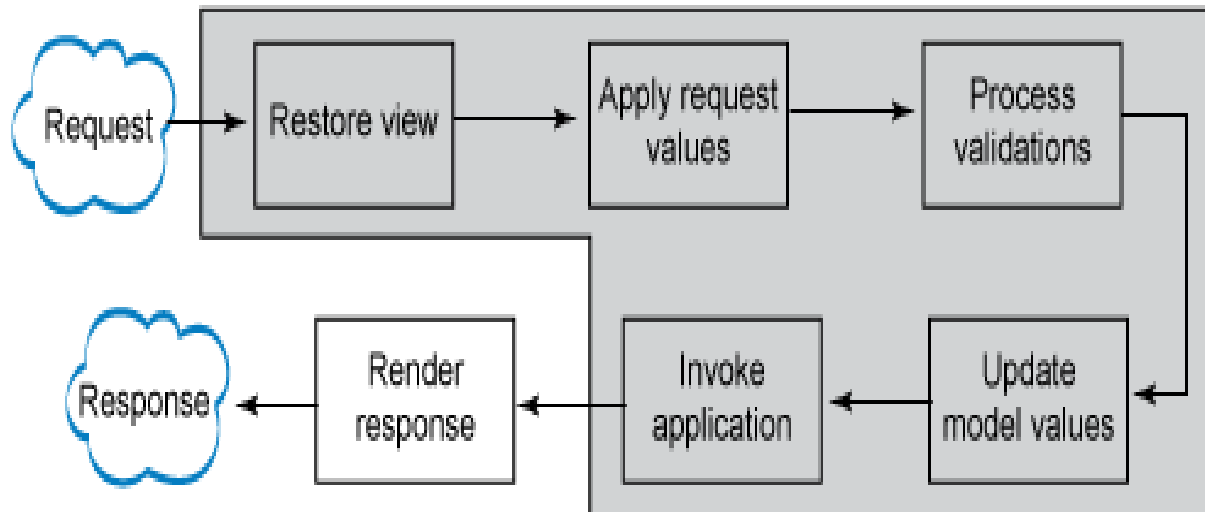 Request
Restore view
Apply request
values
Process
validations
Response
Render
response
Invoke
application
Update
model values